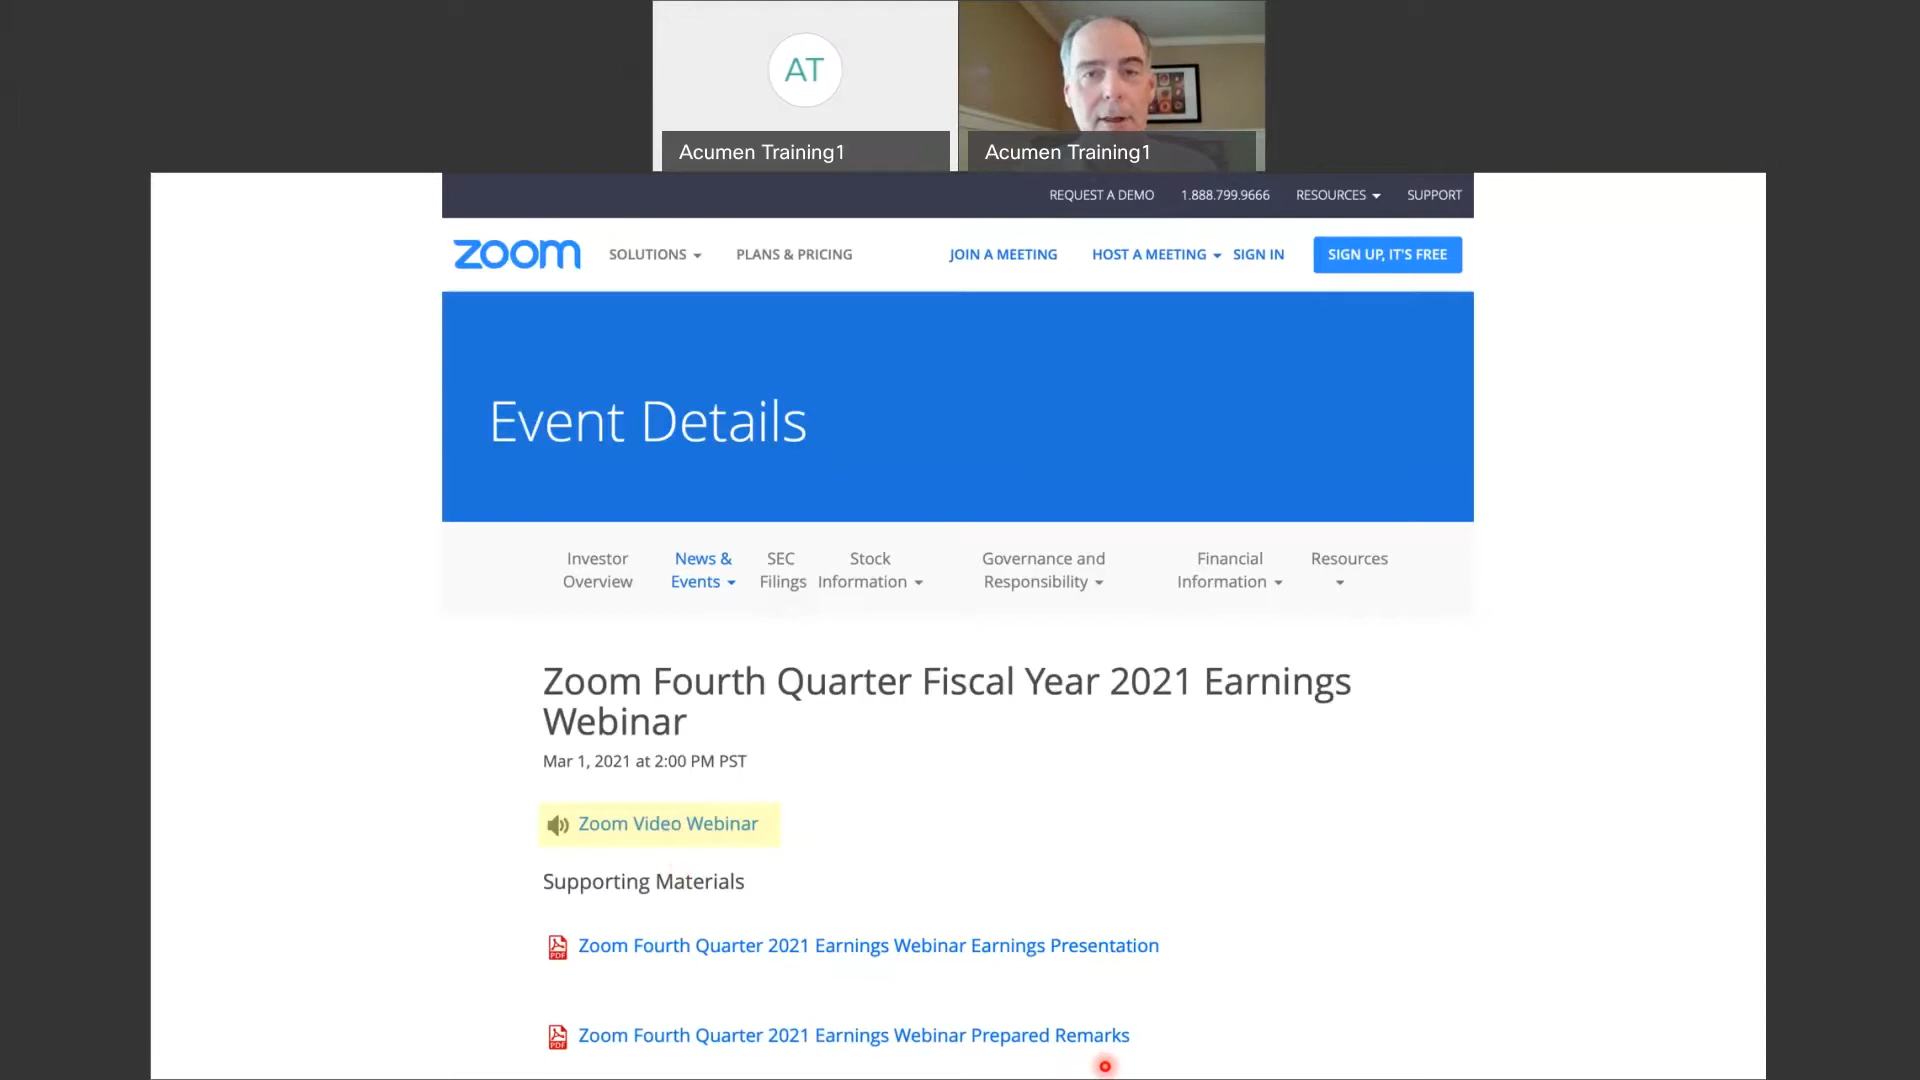 AT
Acumen Training1
Acumen Training1
REQUEST A DEMO 1.888.799.9666 RESOURCES SUPPORT
zoom SOLUTIONS PLANS & PRICING JOIN A MEETING HOST A MEETING SIGN IN SIGN UP, IT'S FREE
Event Details
Investor Overview
News & Events
SEC Filings
Stock Information
Governance and Responsibility
Financial Information
Resources
Zoom Fourth Quarter Fiscal Year 2021 Earnings
Webinar
Mar 1, 2021 at 2:00 PM PST
Zoom Video Webinar
Supporting Materials
PDF Zoom Fourth Quarter 2021 Earnings Webinar Earnings Presentation
PDF Zoom Fourth Quarter 2021 Earnings Webinar Prepared Remarks